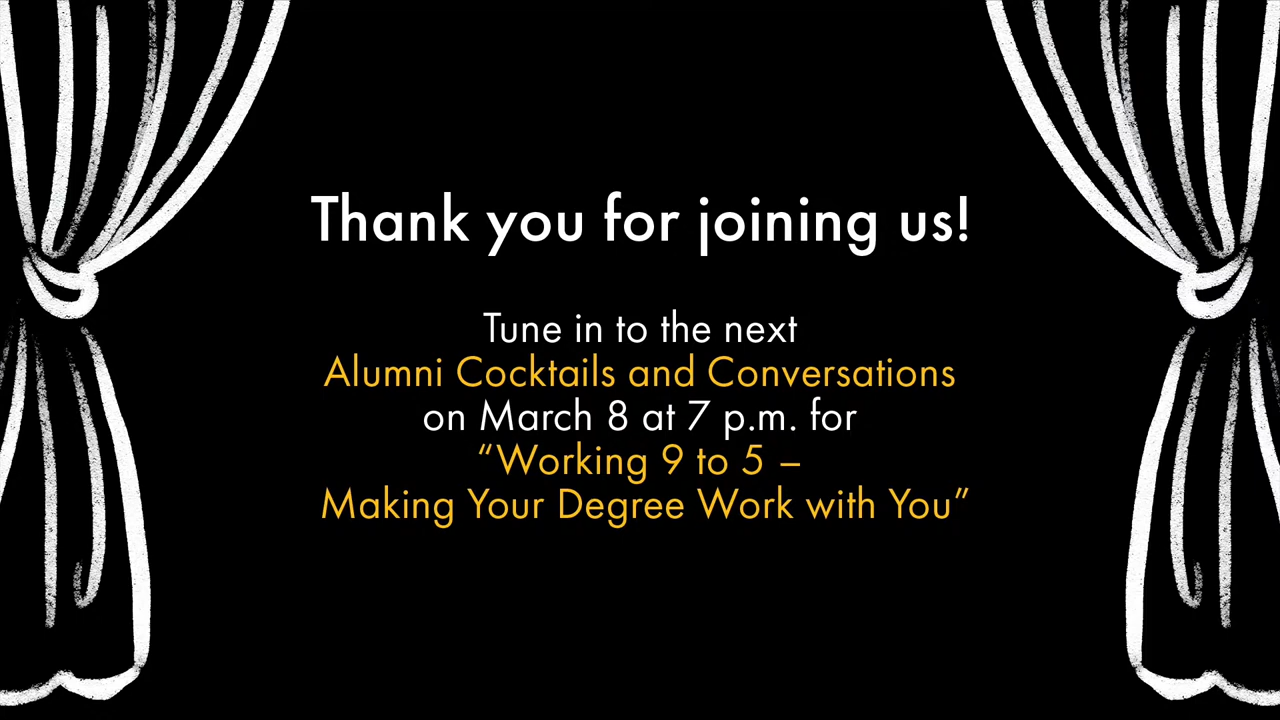 Thank you for joining us!
Tune in to the next
Alumni Cocktails and Conversations
on March 8 at 7 p.m. for
“Working 9 to 5 –
Making Your Degree Work with You”